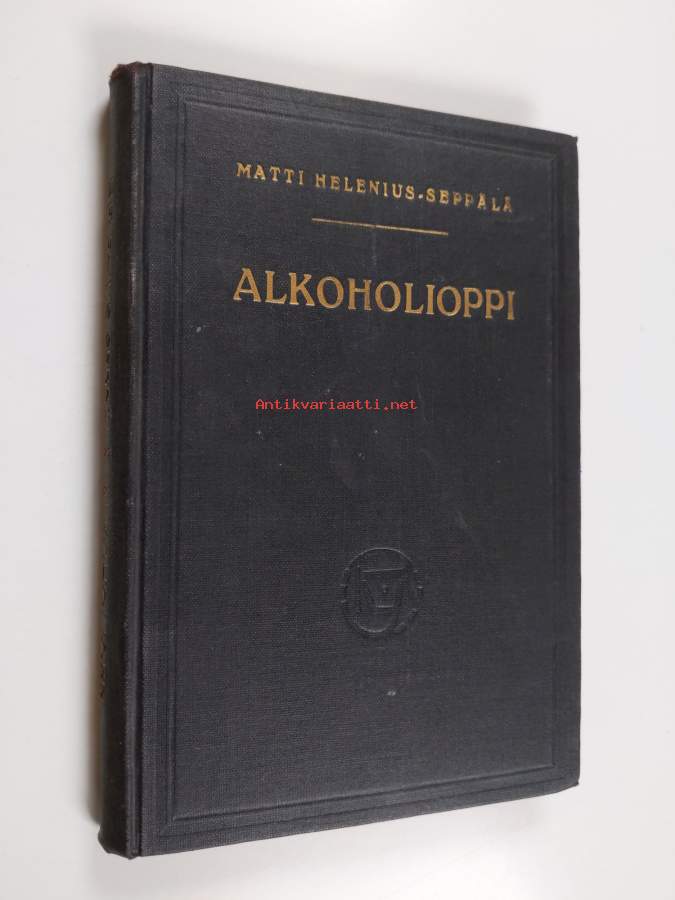 MATTI HELENIUS-SEPPÄLÄ
ALKOHOLIOPPI
Antikvariaatti.net